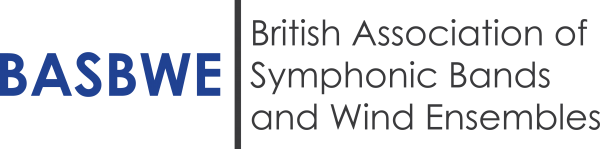 BASBWE
British Association of
Symphonic Bands
and Wind Ensembles